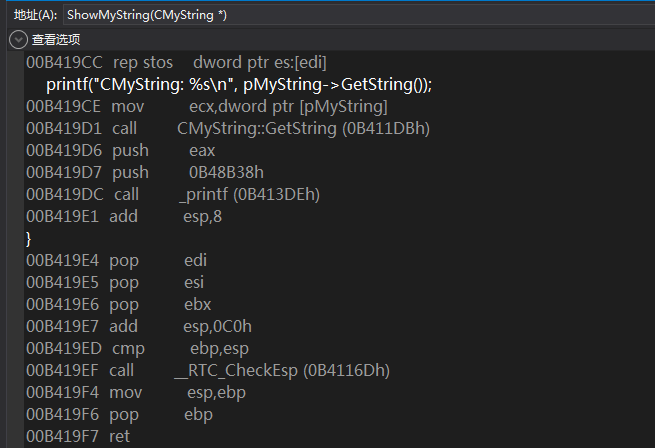 地址(A): ShowMyString(CMyString *)
查看选项
00B419CC rep stos dword ptr es:[edi]
printf("CMyString: %s\n", pMyString->GetString());
00B419CE mov ecx,dword ptr [pMyString]
00B419D1 call CMyString::GetString (0B411DBh)
00B419D6 push eax
00B419D7 push 0B48B38h
00B419DC call _printf (0B413DEh)
00B419E1 add esp,8
}
00B419E4 pop edi
00B419E5 pop esi
00B419E6 pop ebx
00B419E7 add esp,0C0h
00B419ED cmp ebp,esp
00B419EF call __RTC_CheckEsp (0B4116Dh)
00B419F4 mov esp,ebp
00B419F6 pop ebp
00B419F7 ret